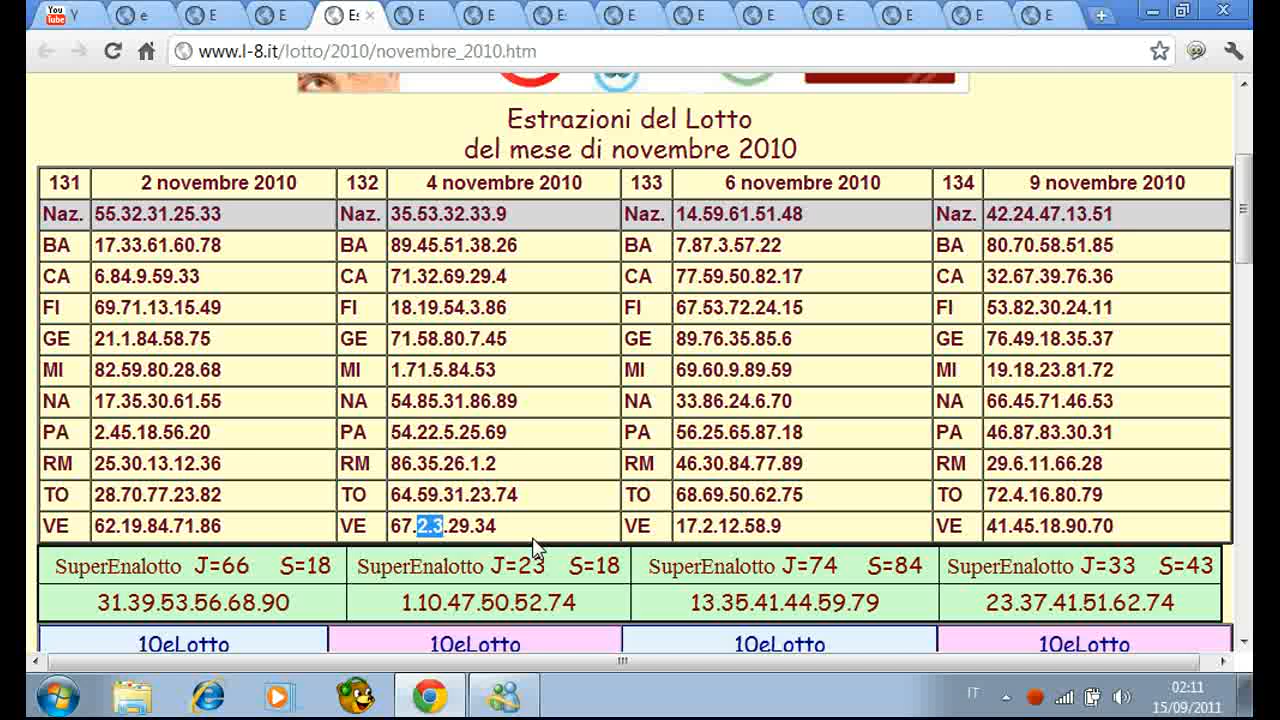 You Tube Y é E E Es E E E: E E E E E E
www.l-8.it/lotto/2010/novembre_2010.htm
Estrazioni del Lotto
del mese di novembre 2010
131 2 novembre 2010 132 4 novembre 2010 133 6 novembre 2010 134 9 novembre 2010
Naz. 55.32.31.25.33 Naz. 35.53.32.33.9 Naz. 14.59.61.51.48 Naz. 42.24.47.13.51
BA 17.33.61.60.78 BA 89.45.51.38.26 BA 7.87.3.57.22 BA 80.70.58.51.85
CA 6.84.9.59.33 CA 71.32.69.29.4 CA 77.59.50.82.17 CA 32.67.39.76.36
FI 69.71.13.15.49 FI 18.19.54.3.86 FI 67.53.72.24.15 FI 53.82.30.24.11
GE 21.1.84.58.75 GE 71.58.80.7.45 GE 89.76.35.85.6 GE 76.49.18.35.37
MI 82.59.80.28.68 MI 1.71.5.84.53 MI 69.60.9.89.59 MI 19.18.23.81.72
NA 17.35.30.61.55 NA 54.85.31.86.89 NA 33.86.24.6.70 NA 66.45.71.46.53
PA 2.45.18.56.20 PA 54.22.5.25.69 PA 56.25.65.87.18 PA 46.87.83.30.31
RM 25.30.13.12.36 RM 86.35.26.1.2 RM 46.30.84.77.89 RM 29.6.11.66.28
TO 28.70.77.23.82 TO 64.59.31.23.74 TO 68.69.50.62.75 TO 72.4.16.80.79
VE 62.19.84.71.86 VE 67.2.3.29.34 VE 17.2.12.58.9 VE 41.45.18.90.70
SuperEnalotto J=66 S=18 SuperEnalotto J=23 S=18 SuperEnalotto J=74 S=84 SuperEnalotto J=33 S=43
31.39.53.56.68.90 1.10.47.50.52.74 13.35.41.44.59.79 23.37.41.51.62.74
10eLotto 10eLotto 10eLotto 10eLotto
IT 02:11
15/09/2011